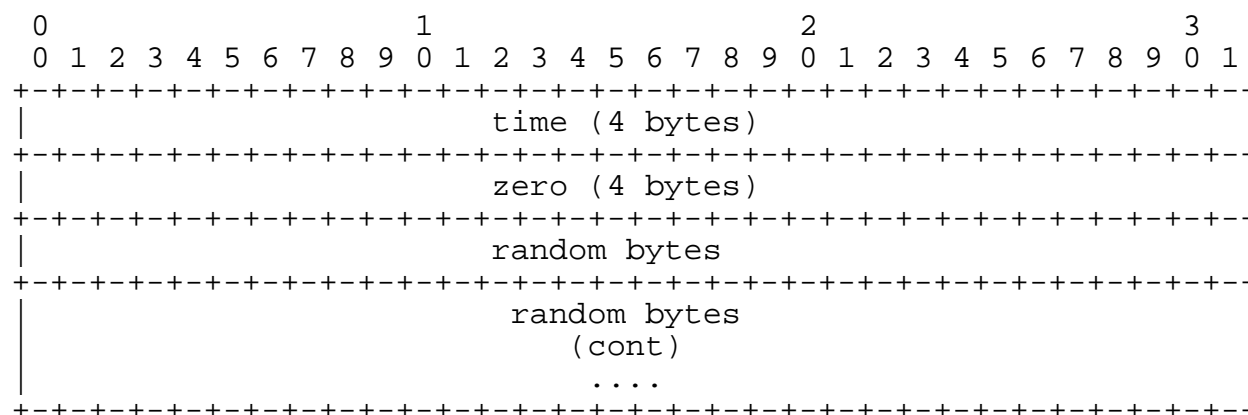 0                   1                   2                   3
 0 1 2 3 4 5 6 7 8 9 0 1 2 3 4 5 6 7 8 9 0 1 2 3 4 5 6 7 8 9 0 1
+-+-+-+-+-+-+-+-+-+-+-+-+-+-+-+-+-+-+-+-+-+-+-+-+-+-+-+-+-+-+-+--
|                        time (4 bytes)
+-+-+-+-+-+-+-+-+-+-+-+-+-+-+-+-+-+-+-+-+-+-+-+-+-+-+-+-+-+-+-+--
|                        zero (4 bytes)
+-+-+-+-+-+-+-+-+-+-+-+-+-+-+-+-+-+-+-+-+-+-+-+-+-+-+-+-+-+-+-+--
|                        random bytes
+-+-+-+-+-+-+-+-+-+-+-+-+-+-+-+-+-+-+-+-+-+-+-+-+-+-+-+-+-+-+-+--
|                         random bytes
|                            (cont)
|                             ....
+-+-+-+-+-+-+-+-+-+-+-+-+-+-+-+-+-+-+-+-+-+-+-+-+-+-+-+-+-+-+-+--